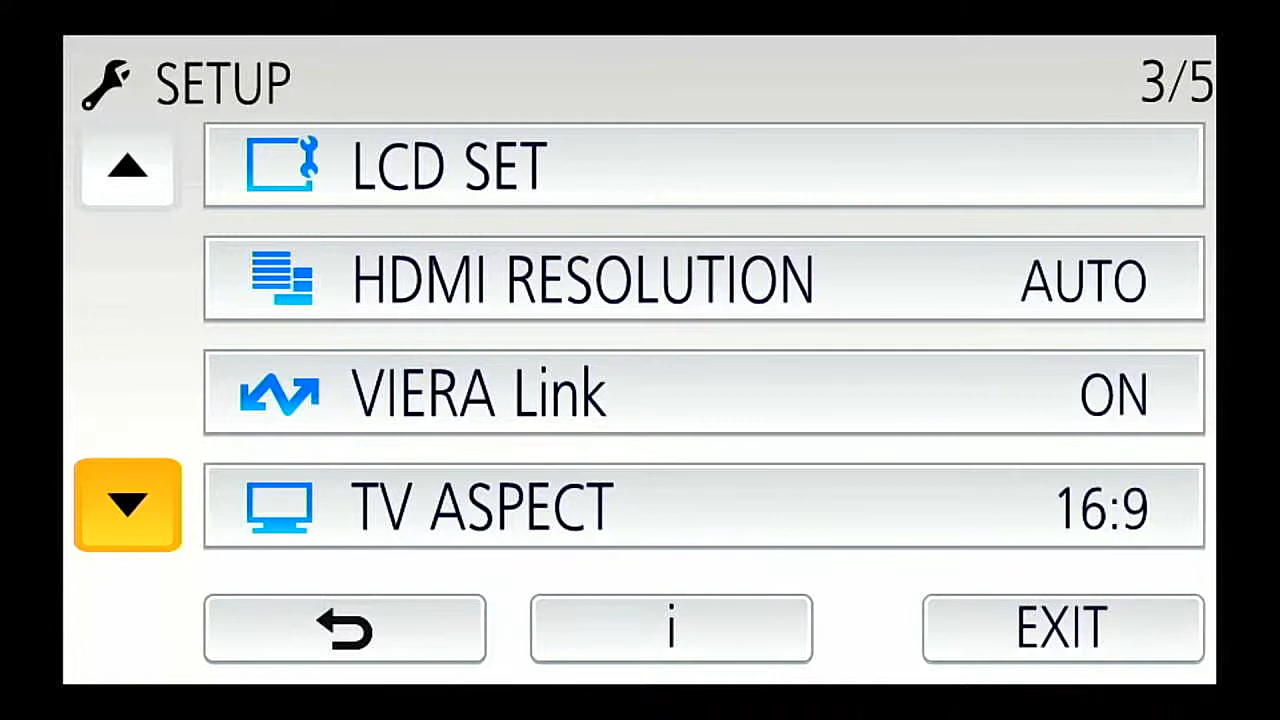 SETUP 3/5
LCD SET
HDMI RESOLUTION AUTO
VIERA Link ON
TV ASPECT 16:9
i EXIT